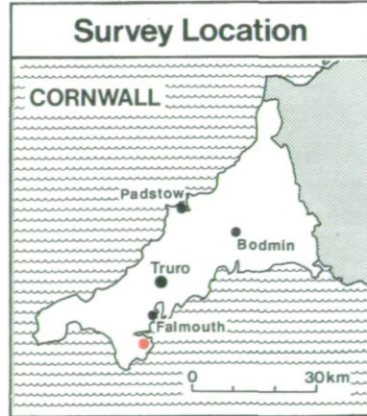 Survey Location
CORNWALL
Padstow
Bodmin
Truro
Falmouth
0 30km